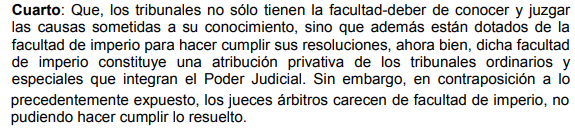 Cuarto: Que, los tribunales no sólo tienen la facultad-deber de conocer y juzgar
las causas sometidas a su conocimiento, sino que además están dotados de la
facultad de imperio para hacer cumplir sus resoluciones, ahora bien, dicha facultad
de imperio constituye una atribución privativa de los tribunales ordinarios y
especiales que integran el Poder Judicial. Sin embargo, en contraposición a lo
precedentemente expuesto, los jueces árbitros carecen de facultad de imperio, no
pudiendo hacer cumplir lo resuelto.